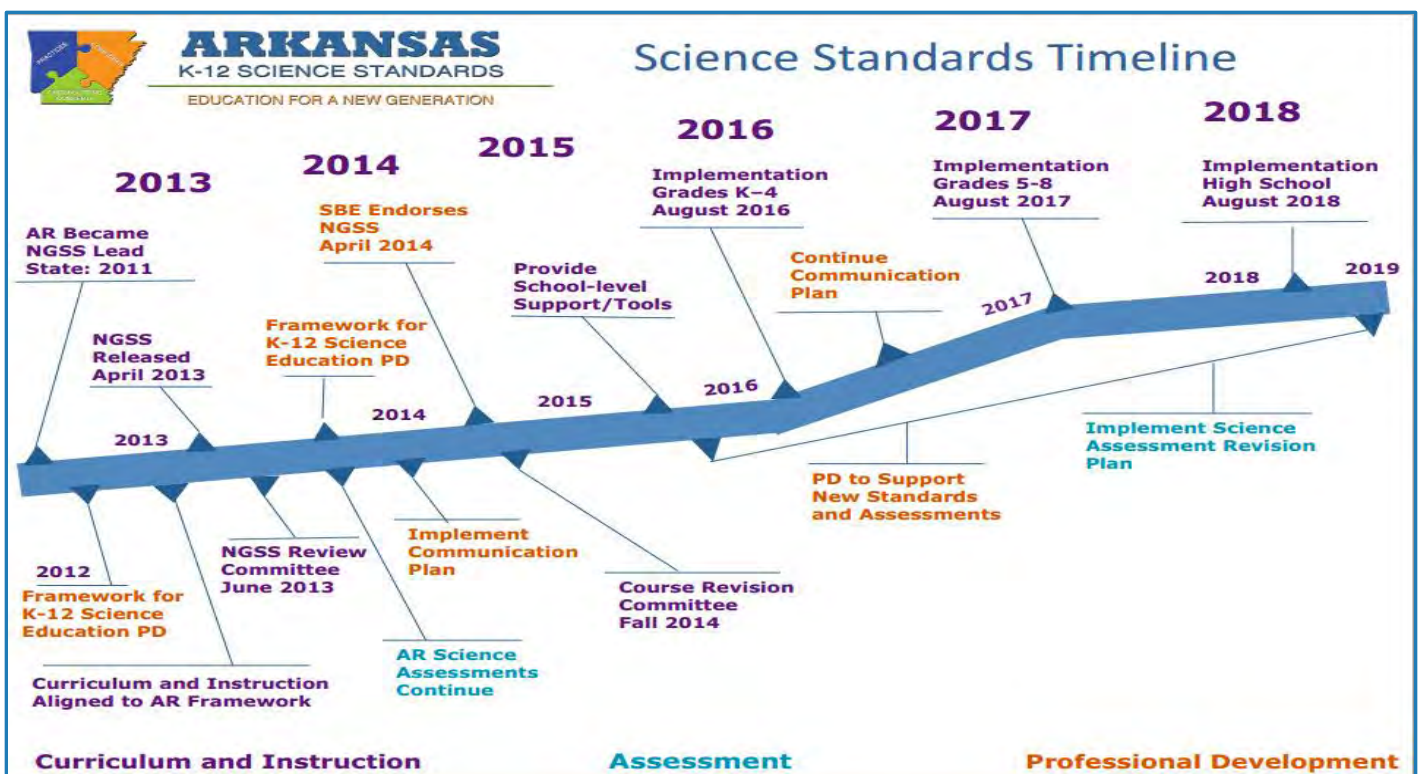 PRACTICES
ARKANSAS
K-12 SCIENCE STANDARDS
EDUCATION FOR A NEW GENERATION
Science Standards Timeline
2013
2014
2015
2016
2017
2018
AR Became
NGSS Lead
State: 2011
NGSS
Released
April 2013
Framework for
K-12 Science
Education PD
SBE Endorses
NGSS
April 2014
Provide
School-level
Support/Tools
Implementation
Grades K–4
August 2016
Continue
Communication
Plan
Implementation
Grades 5-8
August 2017
Implementation
High School
August 2018
2013
2014
2015
2016
2017
2018
2019
2012
Framework for
K-12 Science
Education PD
Curriculum and Instruction
Aligned to AR Framework
NGSS Review
Committee
June 2013
AR Science
Assessments
Continue
Implement
Communication
Plan
Course Revision
Committee
Fall 2014
PD to Support
New Standards
and Assessments
Implement Science
Assessment Revision
Plan
Curriculum and Instruction
Assessment
Professional Development